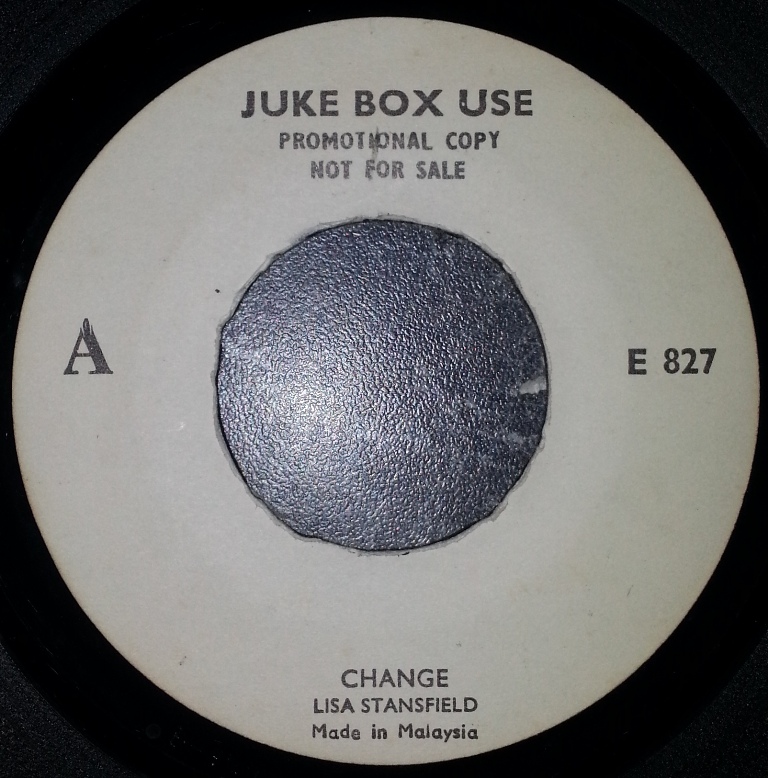 JUKE BOX USE
PROMOTIONAL COPY
NOT FOR SALE
A
E 827
CHANGE
LISA STANSFIELD
Made in Malaysia